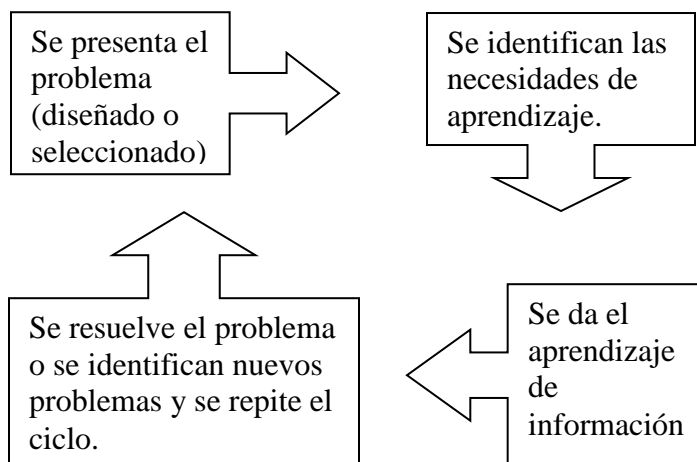 Se presenta el
problema
(diseñado o
seleccionado)
Se identifican las
necesidades de
aprendizaje.
Se da el
aprendizaje
de
información
Se resuelve el problema
o se identifican nuevos
problemas y se repite el
ciclo.